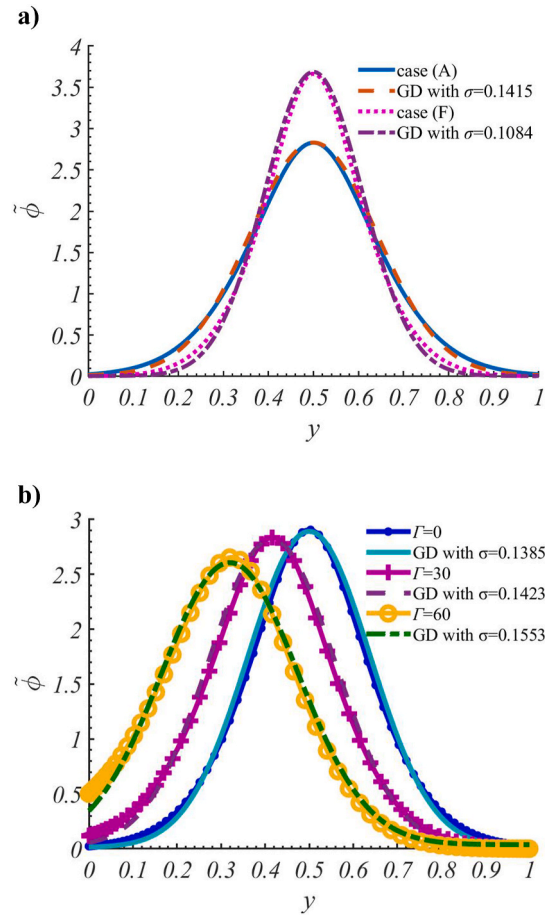 a)
4
3.5
3
2.5
2
1.5
1
0.5
0
case (A)
GD with σ=0.1415
case (F)
GD with σ=0.1084
ϕ̃
0 0.1 0.2 0.3 0.4 0.5 0.6 0.7 0.8 0.9 1
y
b)
3
2.5
2
1.5
1
0.5
0
Γ=0
GD with σ=0.1385
Γ=30
GD with σ=0.1423
Γ=60
GD with σ=0.1553
ϕ̃
0 0.1 0.2 0.3 0.4 0.5 0.6 0.7 0.8 0.9 1
y